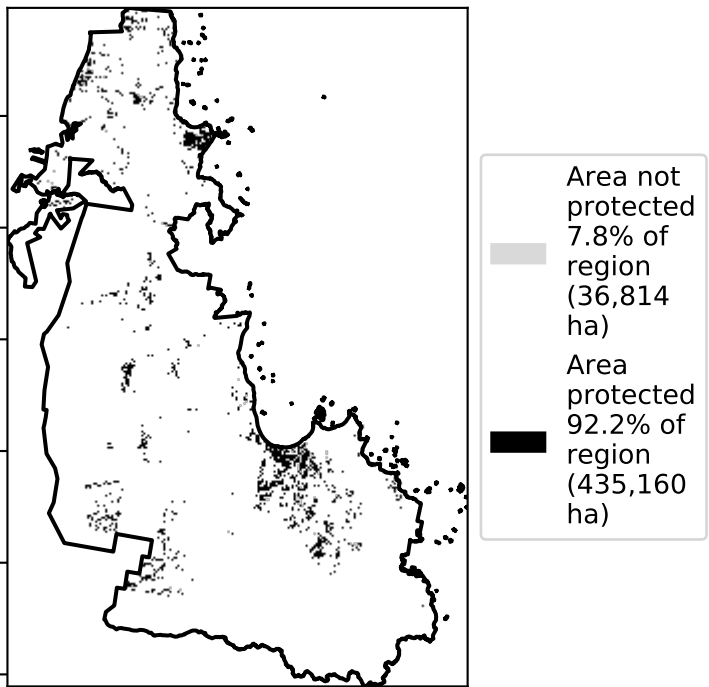 Area not
protected
7.8% of
region
(36,814
ha)
Area
protected
92.2% of
region
(435,160
ha)